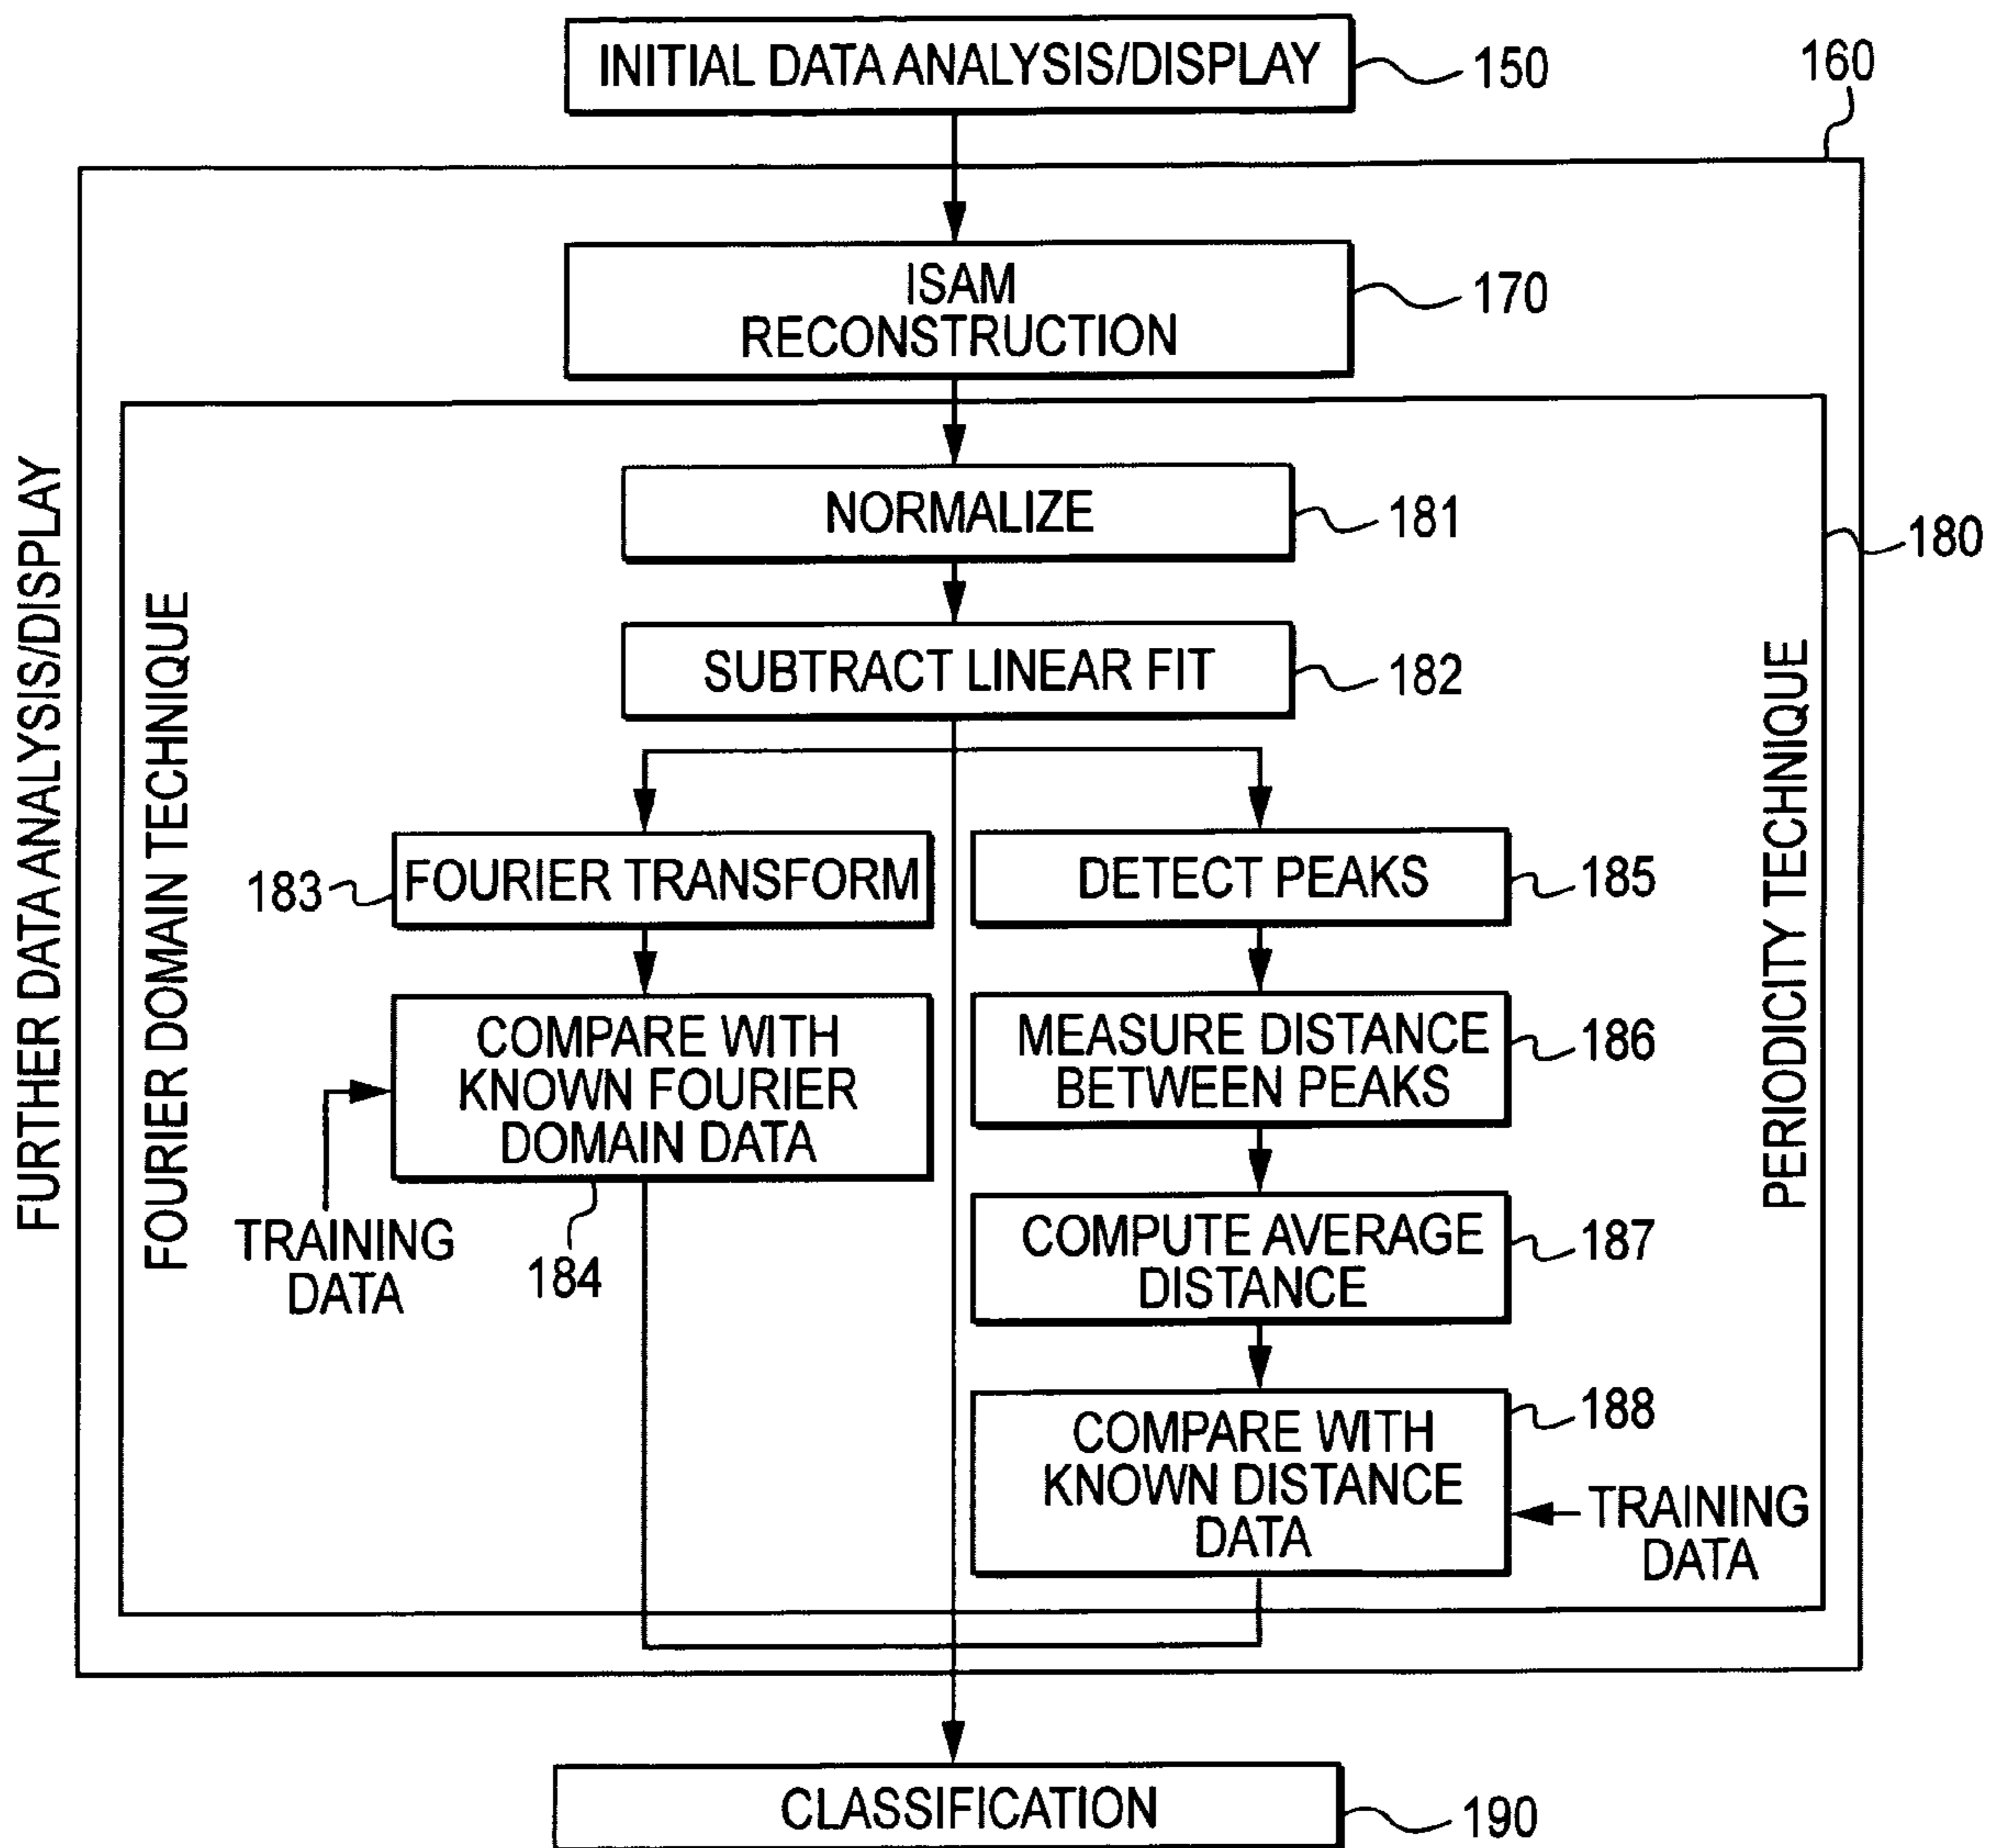 INITIAL DATA ANALYSIS/DISPLAY
150
160
ISAM
RECONSTRUCTION
170
FURTHER DATA ANALYSIS/DISPLAY
FOURIER DOMAIN TECHNIQUE
NORMALIZE
181
180
SUBTRACT LINEAR FIT
182
PERIODICITY TECHNIQUE
183
FOURIER TRANSFORM
COMPARE WITH
KNOWN FOURIER
DOMAIN DATA
184
TRAINING
DATA
DETECT PEAKS
185
MEASURE DISTANCE
BETWEEN PEAKS
186
COMPUTE AVERAGE
DISTANCE
187
COMPARE WITH
KNOWN DISTANCE
DATA
188
TRAINING
DATA
CLASSIFICATION
190